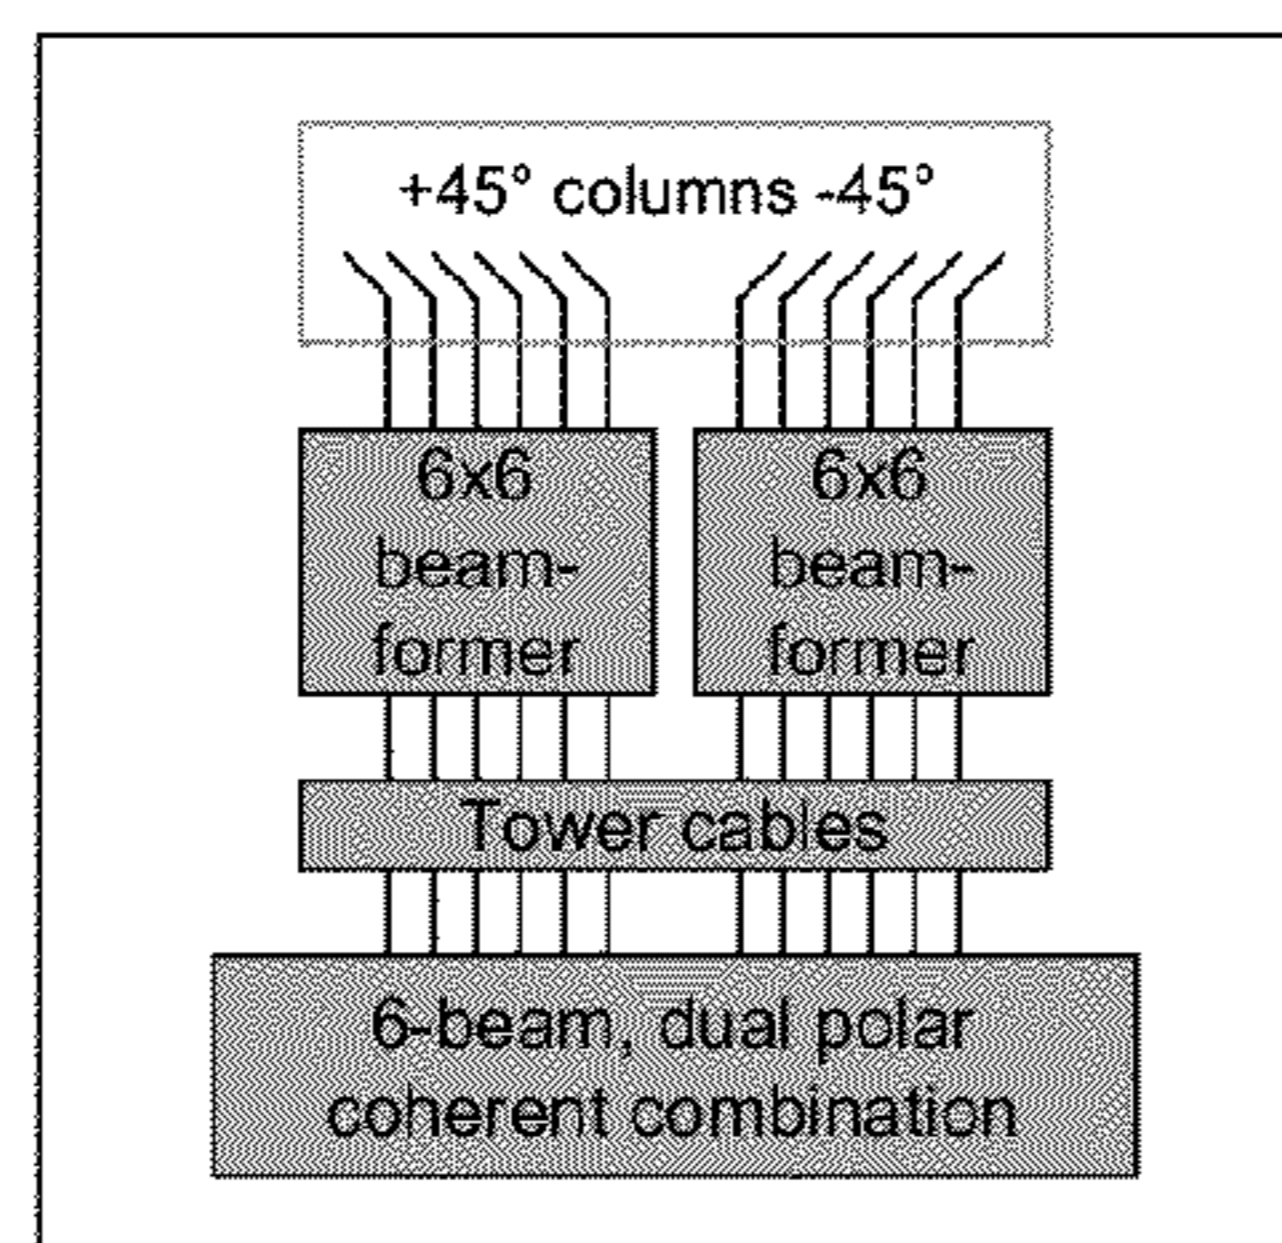 +45° columns -45°
6x6
beam-
former
6x6
beam-
former
Tower cables
6-beam, dual polar
coherent combination